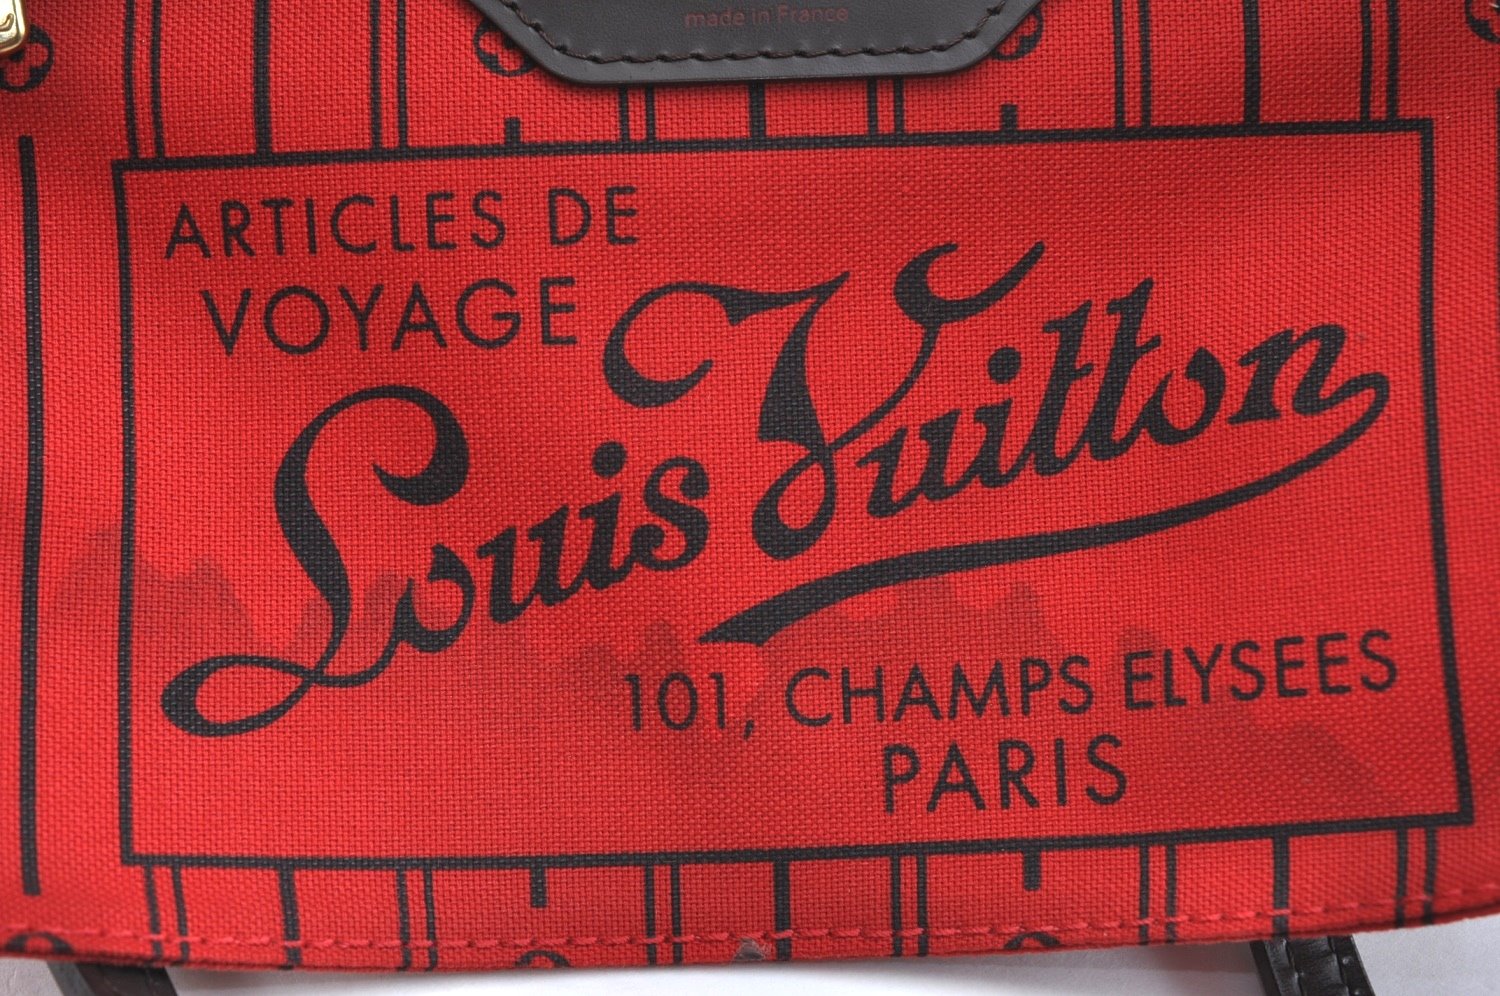 made in France
ARTICLES DE
VOYAGE
Louis Vuitton
101, CHAMPS ELYSEES
PARIS